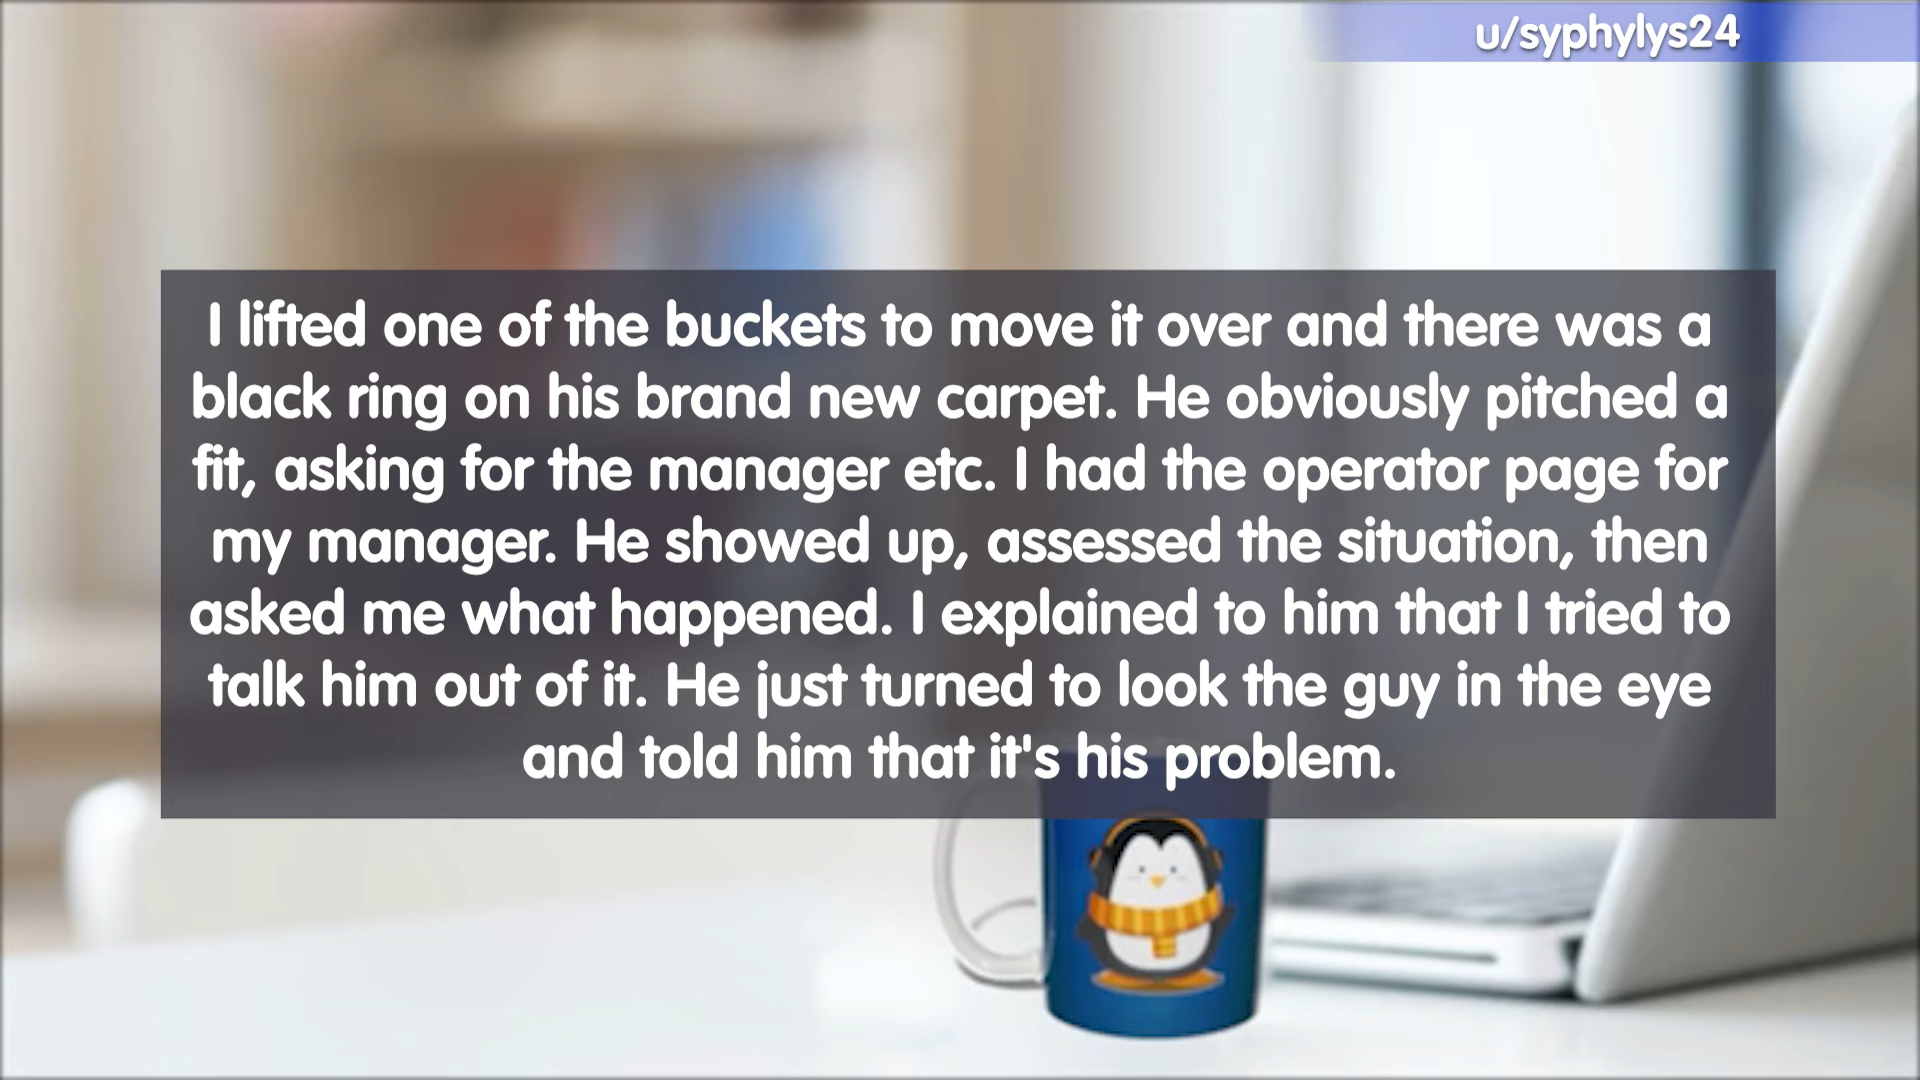 u/syphylys24
I lifted one of the buckets to move it over and there was a
black ring on his brand new carpet. He obviously pitched a
fit, asking for the manager etc. I had the operator page for
my manager. He showed up, assessed the situation, then
asked me what happened. I explained to him that I tried to
talk him out of it. He just turned to look the guy in the eye
and told him that it's his problem.